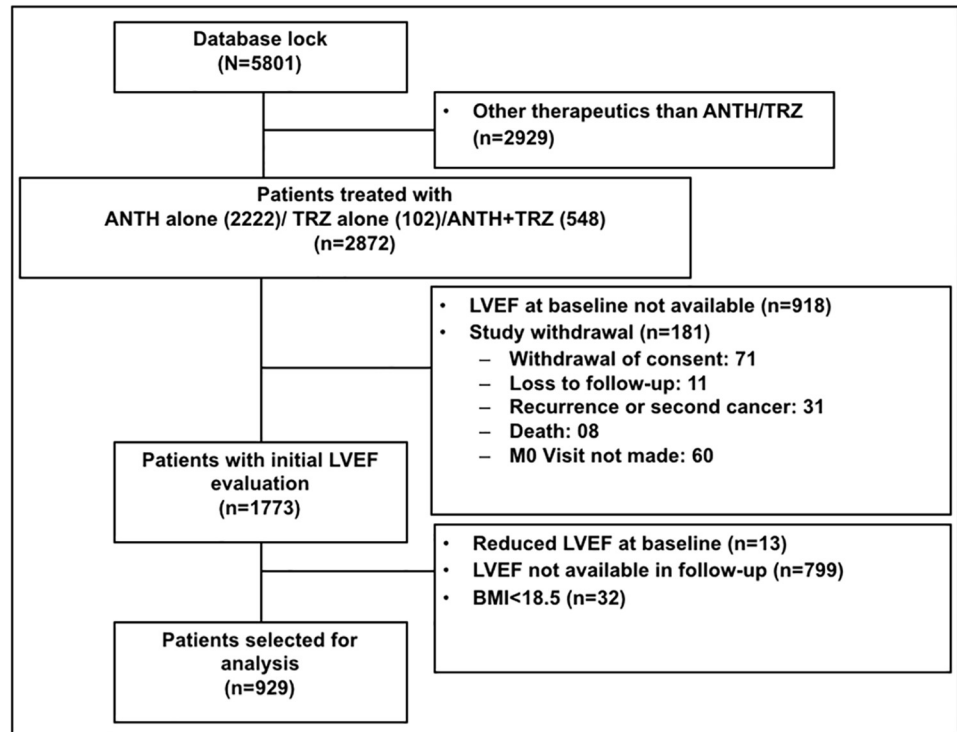 Database lock
(N=5801)
• Other therapeutics than ANTH/TRZ
(n=2929)
Patients treated with
ANTH alone (2222)/ TRZ alone (102)/ANTH+TRZ (548)
(n=2872)
• LVEF at baseline not available (n=918)
• Study withdrawal (n=181)
– Withdrawal of consent: 71
– Loss to follow-up: 11
– Recurrence or second cancer: 31
– Death: 08
– M0 Visit not made: 60
Patients with initial LVEF
evaluation
(n=1773)
• Reduced LVEF at baseline (n=13)
• LVEF not available in follow-up (n=799)
• BMI<18.5 (n=32)
Patients selected for
analysis
(n=929)